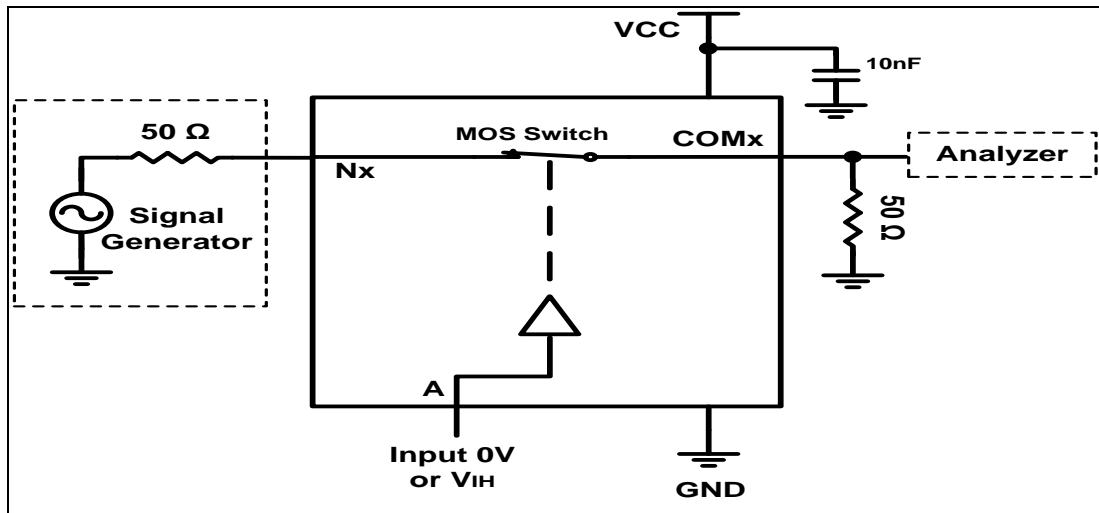 VCC
10nF
50 Ω
MOS Switch
COMx
Nx
Analyzer
Signal
Generator
50 Ω
A
Input 0V
or VIH
GND